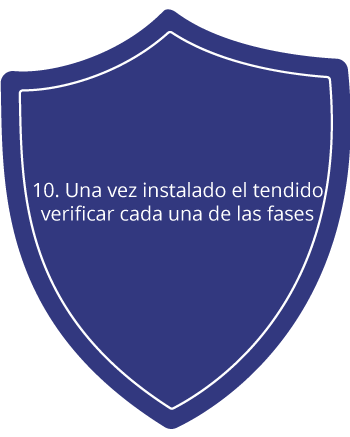 10. Una vez instalado el tendido
verificar cada una de las fases